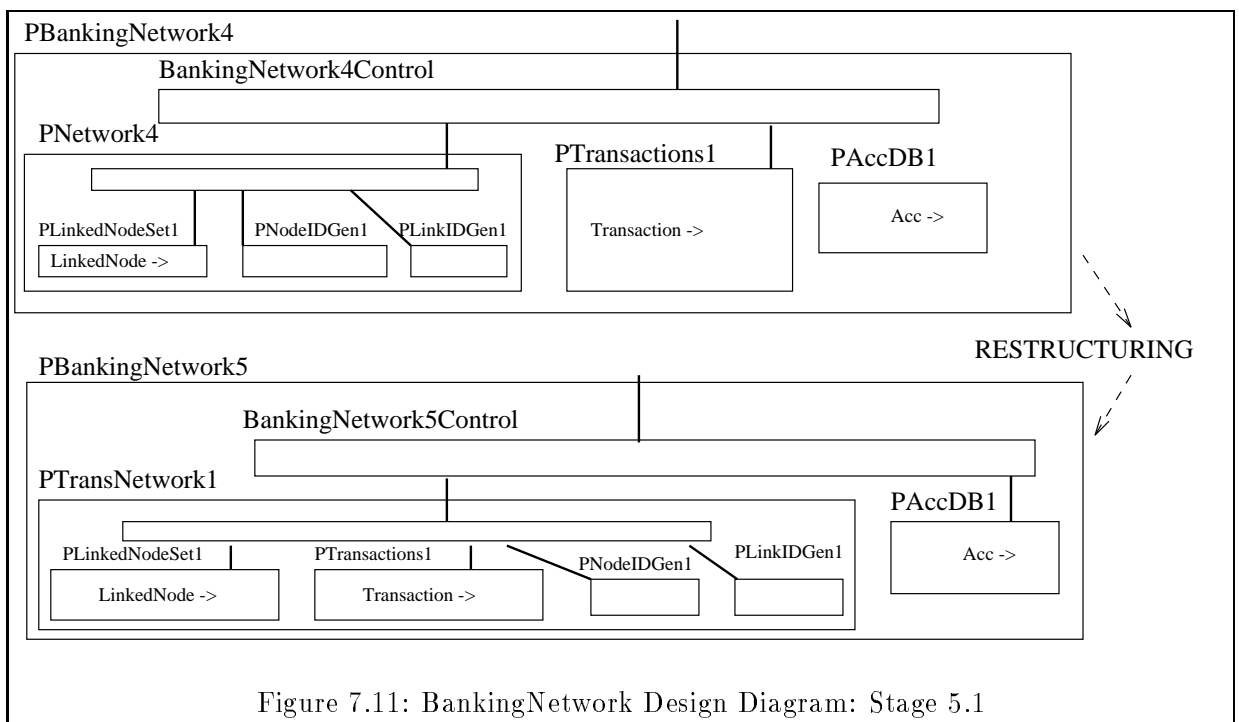 PBankingNetwork4
BankingNetwork4Control
PNetwork4
PTransactions1
PAccDB1
PLinkedNodeSet1
PNodeIDGen1
PLinkIDGen1
LinkedNode ->
Transaction ->
Acc ->
RESTRUCTURING
PBankingNetwork5
BankingNetwork5Control
PTransNetwork1
PAccDB1
PLinkedNodeSet1
PTransactions1
PNodeIDGen1
PLinkIDGen1
LinkedNode ->
Transaction ->
Acc ->
Figure 7.11: BankingNetwork Design Diagram: Stage 5.1